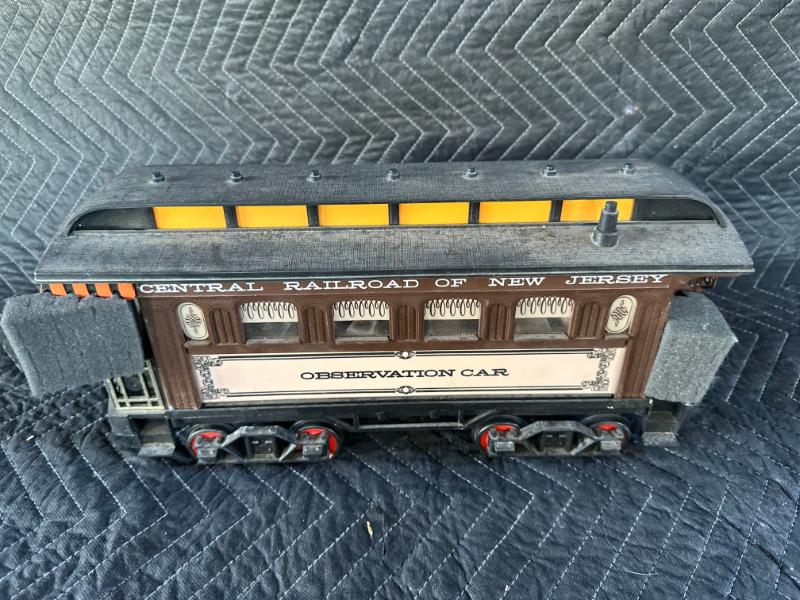 CENTRAL RAILROAD OF NEW JERSEY
OBSERVATION CAR